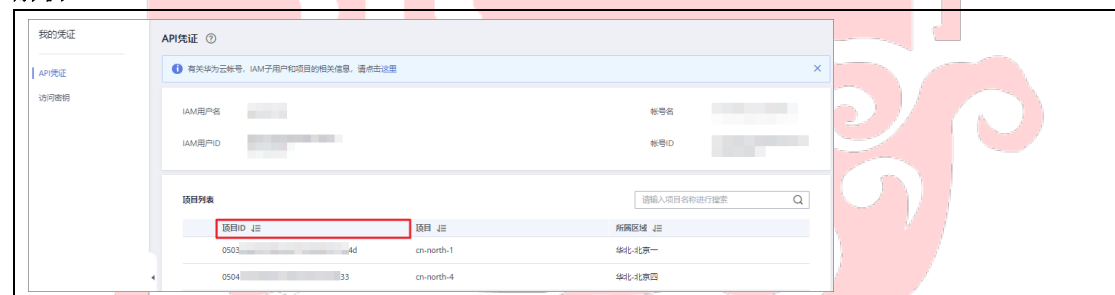 我的凭证
API凭证
API凭证
访问密钥
有关华为云帐号、IAM子用户和项目的相关信息，请点击这里
IAM用户名
帐号名
IAM用户ID
帐号ID
项目列表
请输入项目名称进行搜索
项目ID 项目 所属区域
0503 4d cn-north-1 华北-北京一
0504 33 cn-north-4 华北-北京四